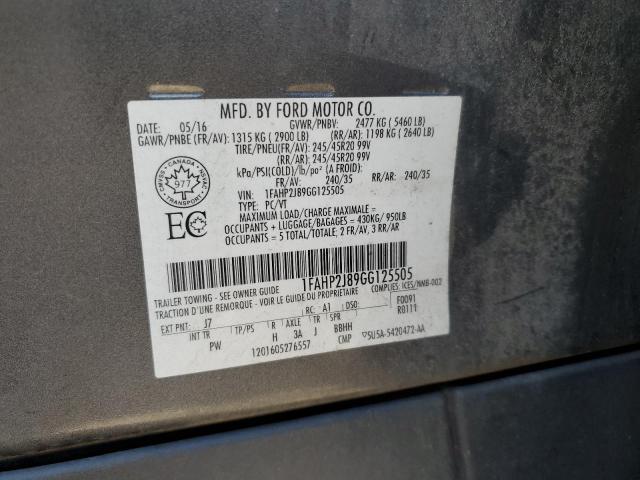 MFD. BY FORD MOTOR CO.
DATE: 05/16 GVWR/PNBV: 2477 KG ( 5460 LB)
GAWR/PNBE (FR/AV): 1315 KG ( 2900 LB) (RR/AR): 1198 KG ( 2640 LB)
TIRE/PNEU(FR/AV): 245/45R20 99V
(RR/AR): 245/45R20 99V
kPa/PSI(COLD)/lb/po² (A FROID):
FR/AV: 240/35 RR/AR: 240/35
VIN: 1FAHP2J89GG125505
TYPE: PC/VT
MAXIMUM LOAD/CHARGE MAXIMALE =
OCCUPANTS + LUGGAGE/BAGAGES = 430KG/ 950LB
OCCUPANTS = 5 TOTAL/TOTALE; 2 FR/AV, 3 RR/AR
CMVSS - CANADA - NSVAC
977
TRANSPORT
EC
1FAHP2J89GG125505
TRAILER TOWING - SEE OWNER GUIDE
TRACTION D'UNE REMORQUE - VOIR LE GUIDE DU PROPRIETAIRE COMPLIES: ICES/NMB-002
RC: A1 DSO: F0091
R0111
EXT PNT: J7
INT TR TP/PS R AXLE TR SPR
PW H 3A J BBHH
1201605276557 CMP 5U5A-5420472-AA